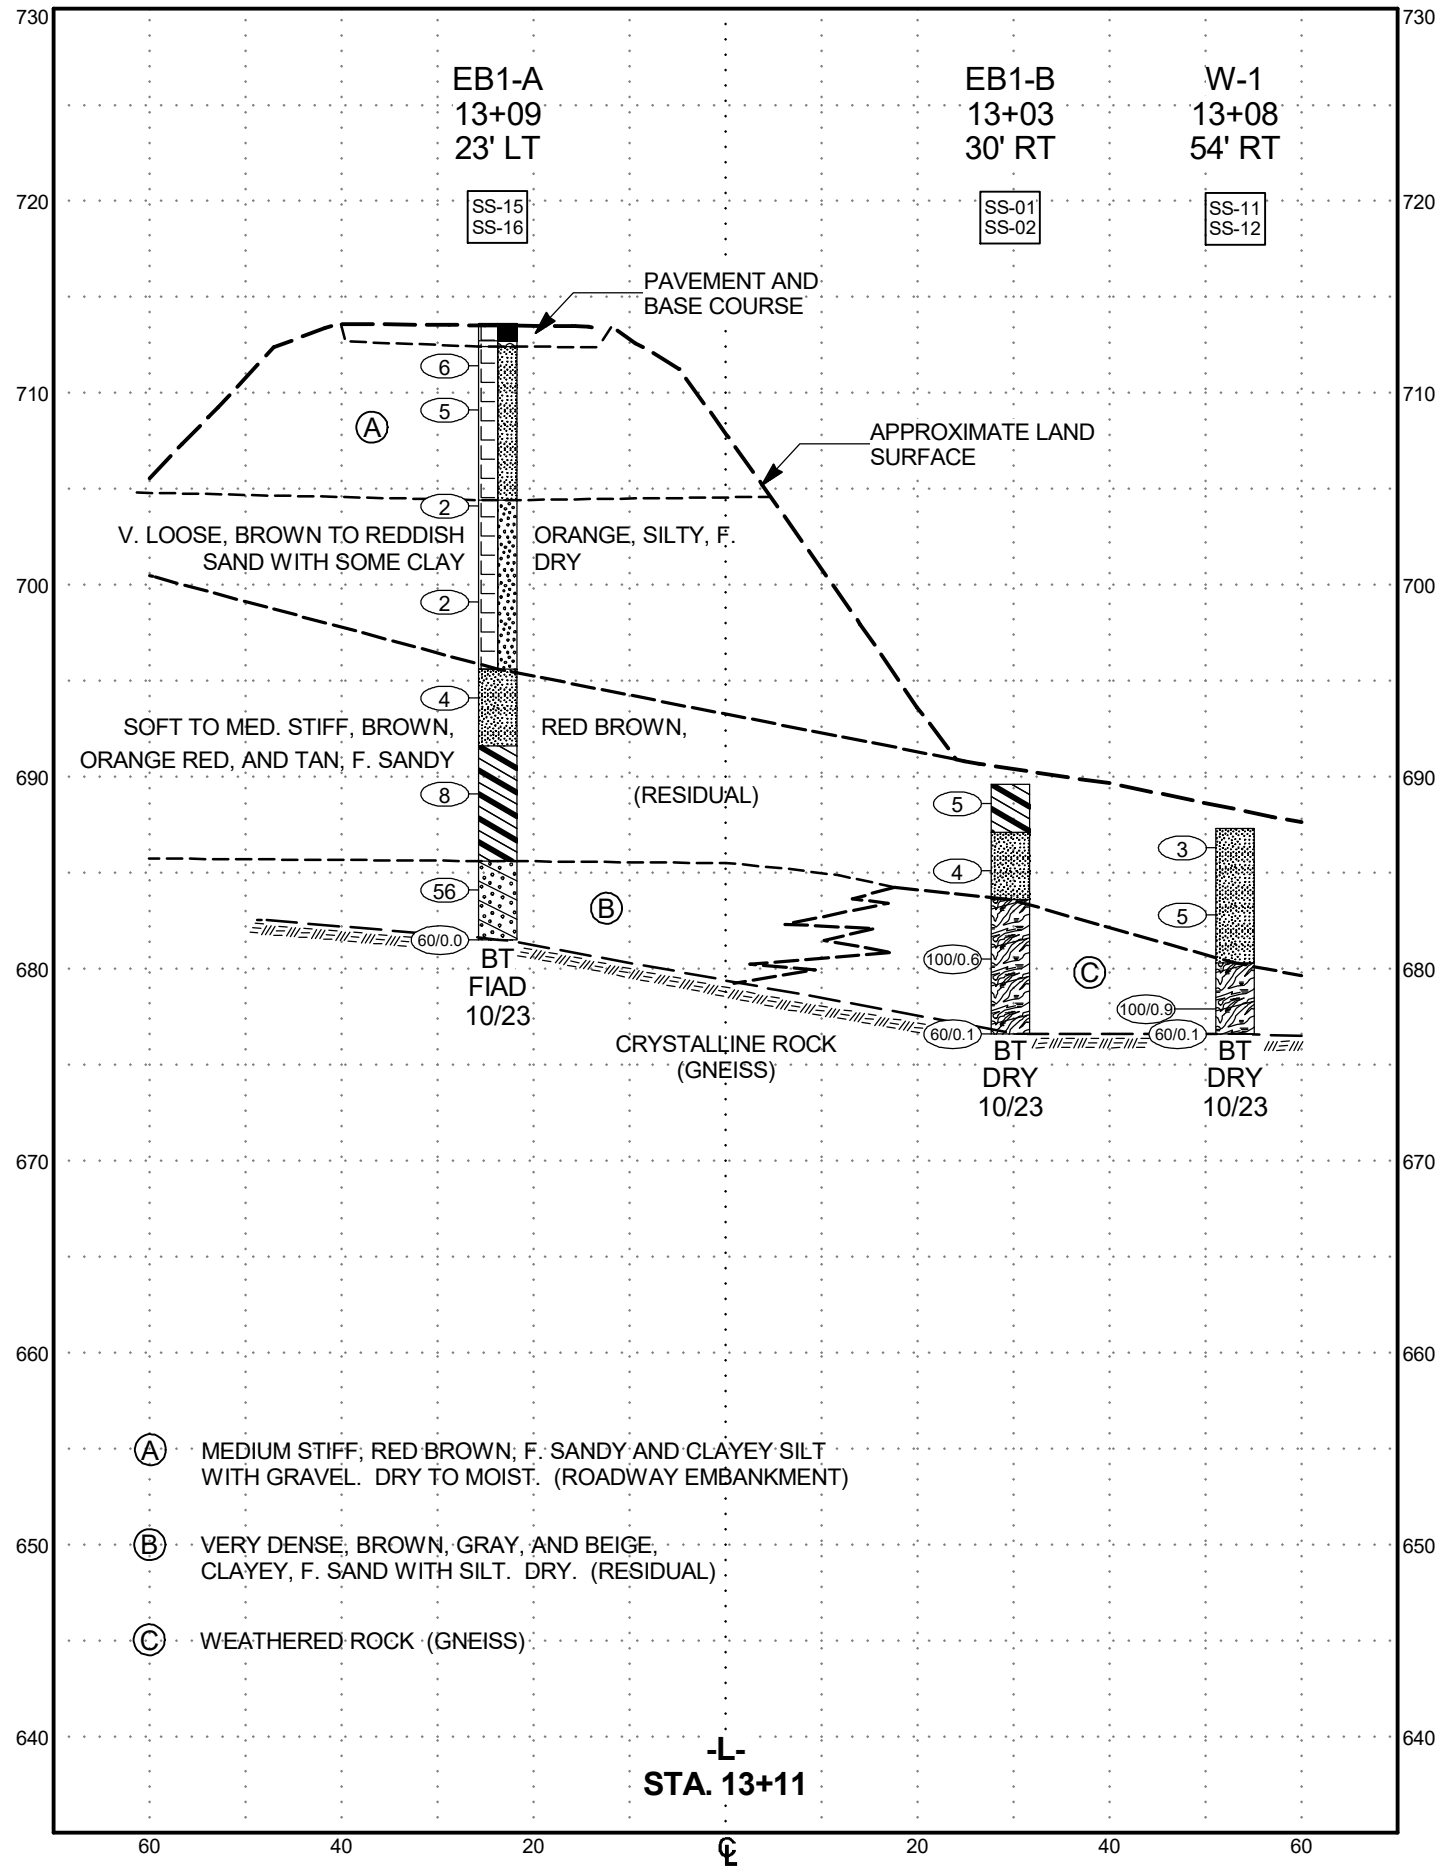 730
730
EB1-A
13+09
23' LT
EB1-B
13+03
30' RT
W-1
13+08
54' RT
720
720
SS-15
SS-16
SS-01
SS-02
SS-11
SS-12
PAVEMENT AND
BASE COURSE
6
710
710
5
A
APPROXIMATE LAND
SURFACE
2
V. LOOSE, BROWN TO REDDISH ORANGE, SILTY, F.
SAND WITH SOME CLAY DRY
700
700
2
4
SOFT TO MED. STIFF, BROWN, RED BROWN,
ORANGE RED, AND TAN, F. SANDY
690
690
8
(RESIDUAL)
5
3
4
56
B
5
60/0.0
100/0.6
C
680
680
BT
FIAD
10/23
100/0.9
60/0.1
60/0.1
CRYSTALLINE ROCK
(GNEISS)
BT
DRY
10/23
BT
DRY
10/23
670
670
660
660
A MEDIUM STIFF, RED BROWN, F. SANDY AND CLAYEY SILT
WITH GRAVEL. DRY TO MOIST. (ROADWAY EMBANKMENT)
650
650
B VERY DENSE, BROWN, GRAY, AND BEIGE,
CLAYEY, F. SAND WITH SILT. DRY. (RESIDUAL)
C WEATHERED ROCK (GNEISS)
640
640
-L-
STA. 13+11
60 40 20 ℄ 20 40 60